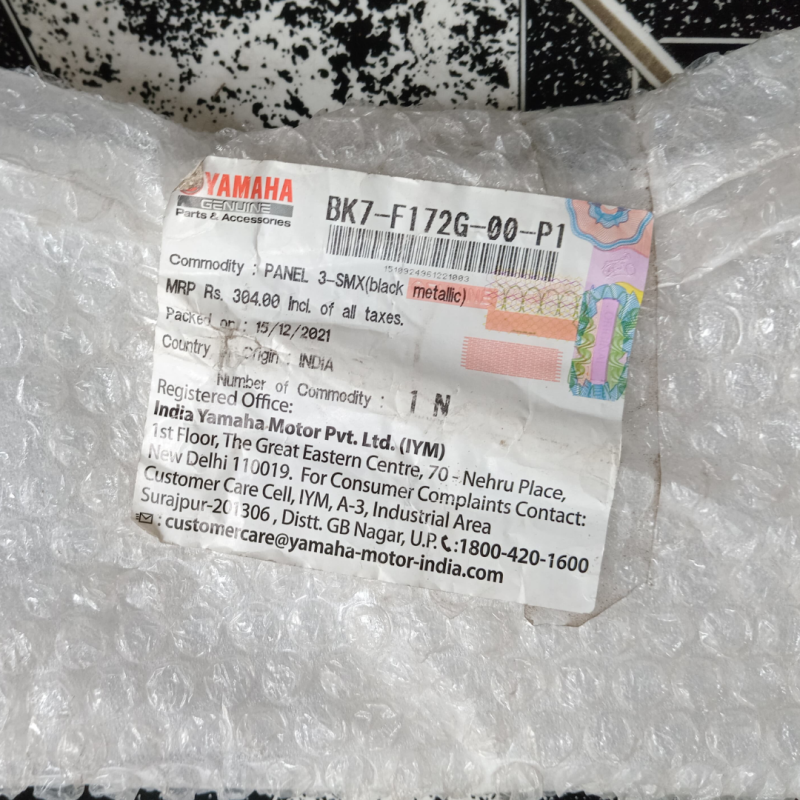 YAMAHA
GENUINE
Parts & Accessories
BK7-F172G-00-P1
Commodity : PANEL 3-SMX(black metallic)
MRP Rs. 304.00 Incl. of all taxes.
Packed on : 15/12/2021
Country of Origin : INDIA
Number of Commodity : 1 N
Registered Office:
India Yamaha Motor Pvt. Ltd. (IYM)
1st Floor, The Great Eastern Centre, 70 - Nehru Place,
New Delhi 110019. For Consumer Complaints Contact:
Customer Care Cell, IYM, A-3, Industrial Area
Surajpur-201306 , Distt. GB Nagar, U.P. :1800-420-1600
: customercare@yamaha-motor-india.com